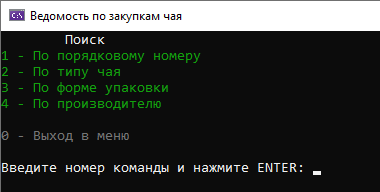 Ведомость по закупкам чая
Поиск
1 - По порядковому номеру
2 - По типу чая
3 - По форме упаковки
4 - По производителю
0 - Выход в меню
Введите номер команды и нажмите ENTER: